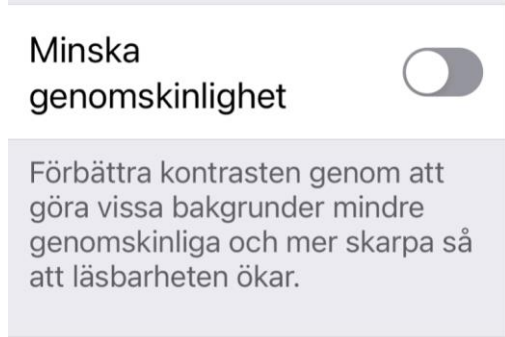 Minska
genomskinlighet
Förbättra kontrasten genom att
göra vissa bakgrunder mindre
genomskinliga och mer skarpa så
att läsbarheten ökar.